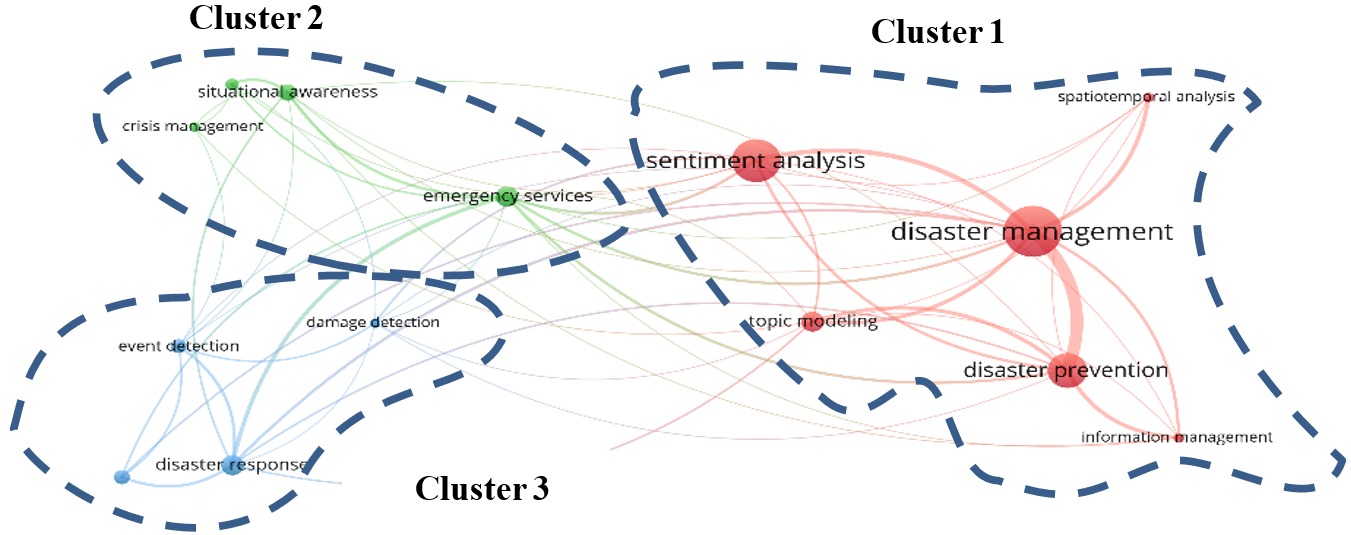 Cluster 2
Cluster 1
situational awareness
spatiotemporal analysis
crisis management
sentiment analysis
emergency services
disaster management
damage detection
topic modeling
event detection
disaster prevention
information management
disaster response
Cluster 3